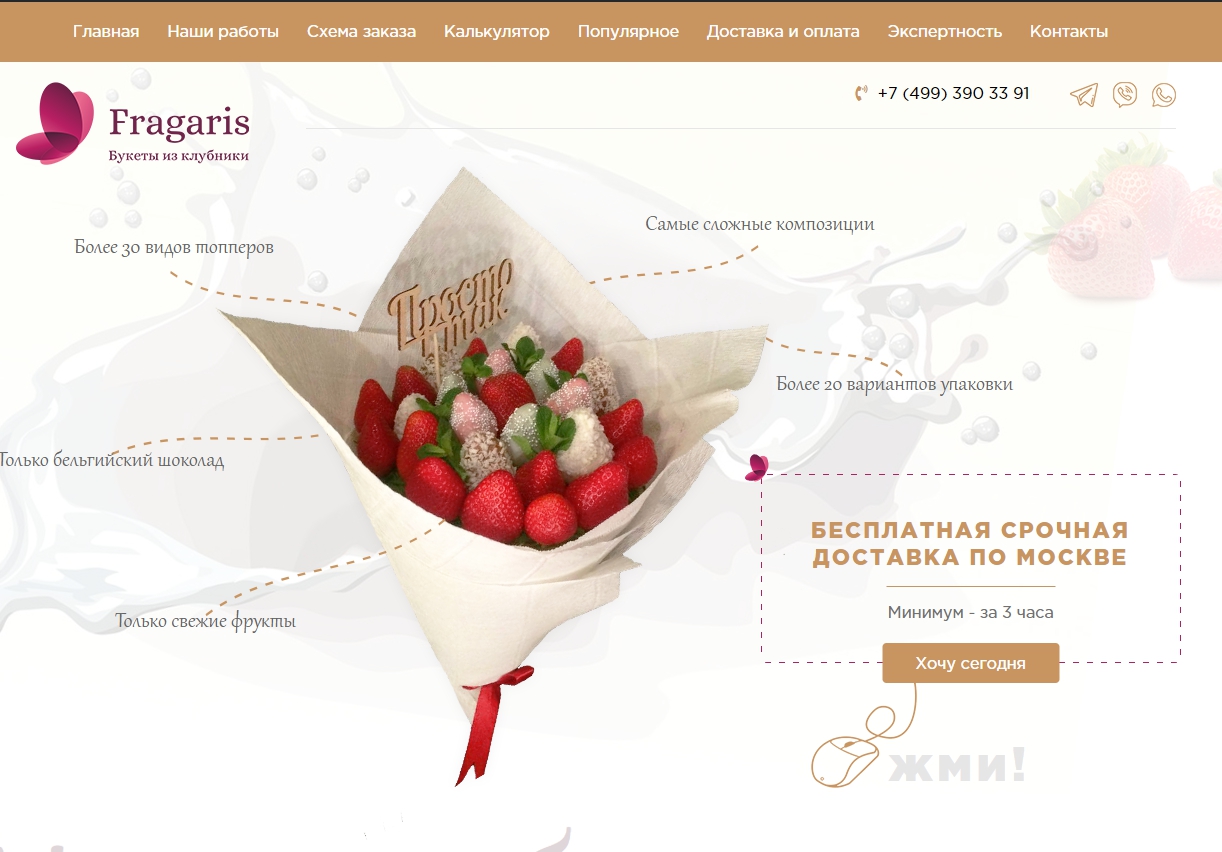 Главная Наши работы Схема заказа Калькулятор Популярное Доставка и оплата Экспертность Контакты
+7 (499) 390 33 91
Fragaris
Букеты из клубники
Самые сложные композиции
Более 30 видов топперов
Просто
так
Более 20 вариантов упаковки
Только бельгийский шоколад
БЕСПЛАТНАЯ СРОЧНАЯ
ДОСТАВКА ПО МОСКВЕ
Минимум - за 3 часа
Только свежие фрукты
Хочу сегодня
жми!